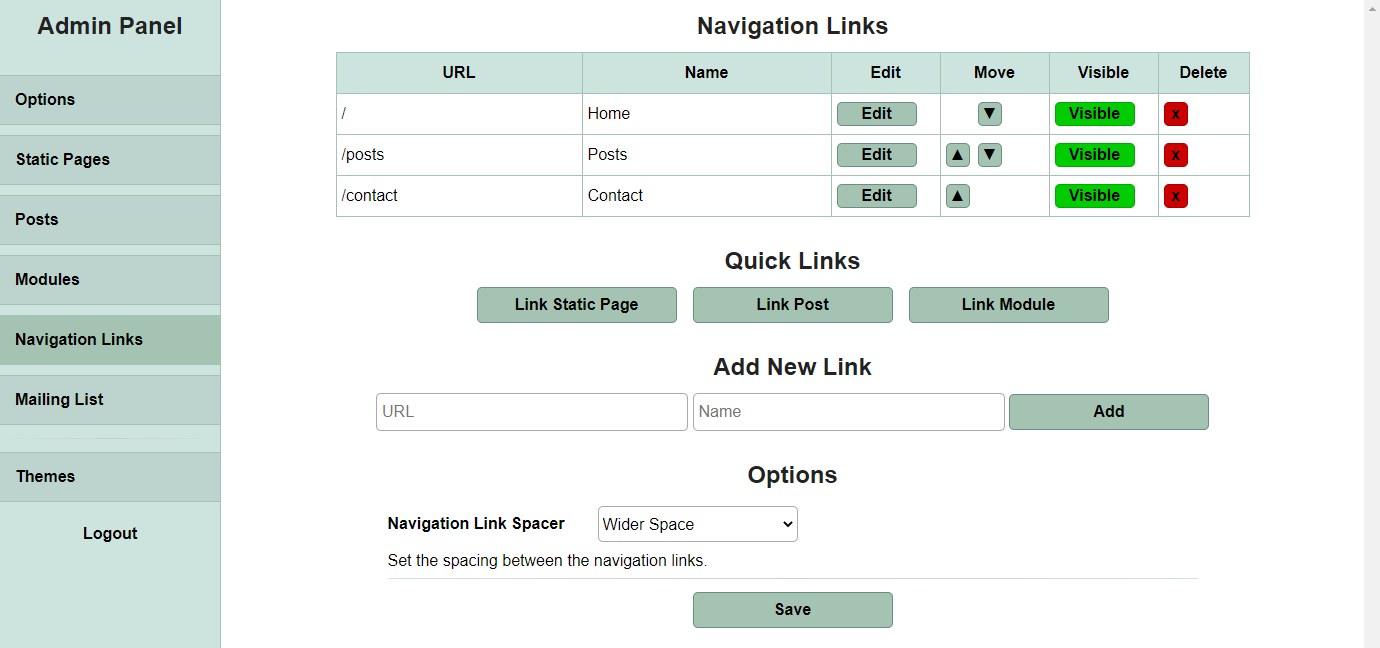 Admin Panel
Options
Static Pages
Posts
Modules
Navigation Links
Mailing List
Themes
Logout
Navigation Links
URL Name Edit Move Visible Delete
/ Home Edit ▼ Visible x
/posts Posts Edit ▲ ▼ Visible x
/contact Contact Edit ▲ Visible x
Quick Links
Link Static Page Link Post Link Module
Add New Link
URL Name Add
Options
Navigation Link Spacer Wider Space
Set the spacing between the navigation links.
Save